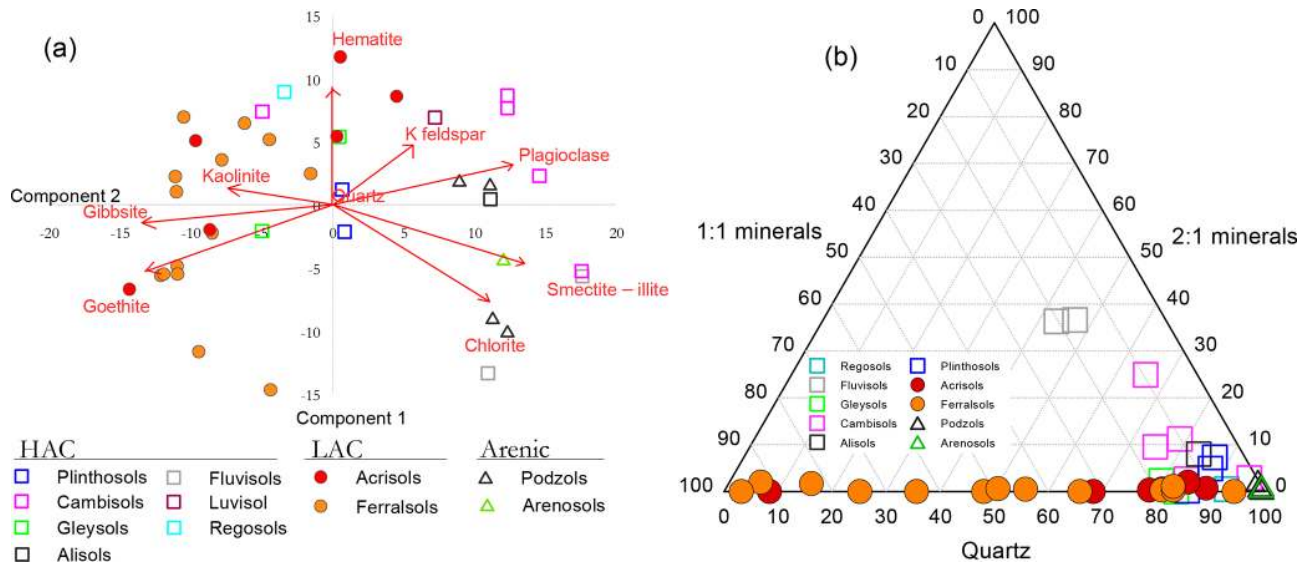 (a)
15
10
5
0
-5
-10
-15
-20
-15
-10
-5
5
10
15
20
Component 2
Component 1
Hematite
K feldspar
Plagioclase
Kaolinite
Quartz
Gibbsite
Goethite
Smectite – illite
Chlorite
HAC
Plinthosols
Cambisols
Gleysols
Alisols
Fluvisols
Luvisol
Regosols
LAC
Acrisols
Ferralsols
Arenic
Podzols
Arenosols
(b)
0
10
20
30
40
50
60
70
80
90
100
1:1 minerals
100
90
80
70
60
50
40
30
20
10
0
2:1 minerals
Regosols
Fluvisols
Gleysols
Cambisols
Alisols
Plinthosols
Acrisols
Ferralsols
Podzols
Arenosols
0
10
20
30
40
50
60
70
80
90
100
Quartz